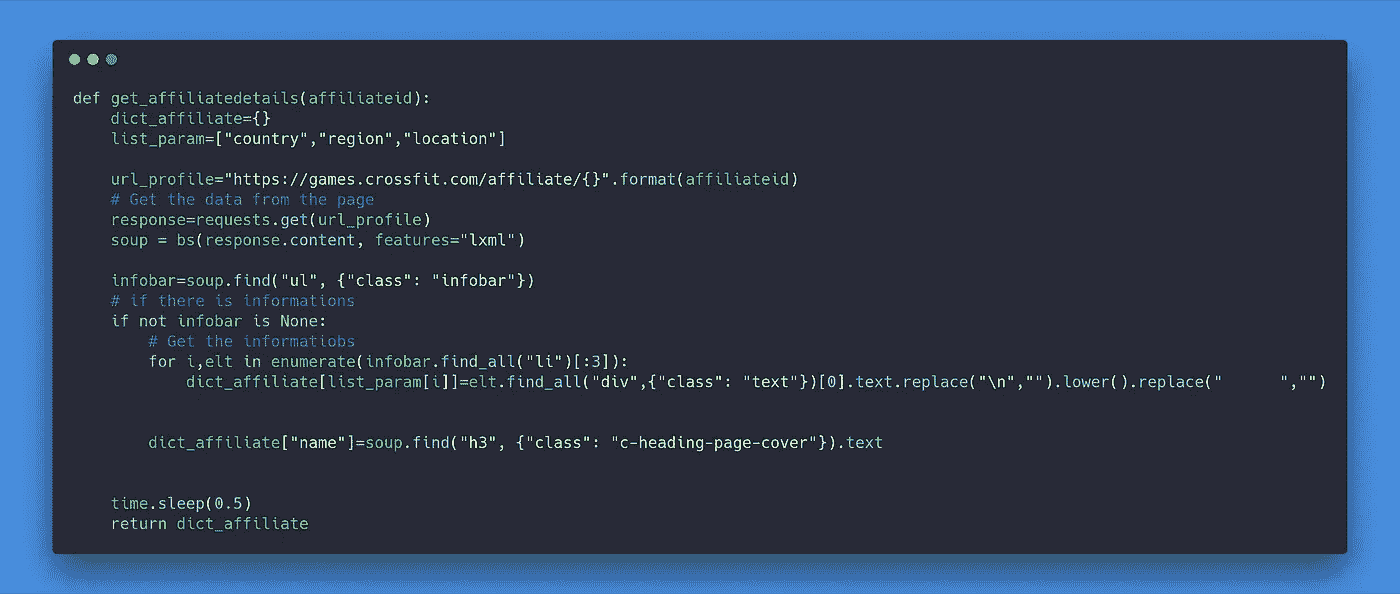 def get_affiliatedetails(affiliateid):
    dict_affiliate={}
    list_param=["country","region","location"]
    url_profile="https://games.crossfit.com/affiliate/{}".format(affiliateid)
    # Get the data from the page
    response=requests.get(url_profile)
    soup = bs(response.content, features="lxml")
    infobar=soup.find("ul", {"class": "infobar"})
    # if there is informations
    if not infobar is None:
        # Get the informatiobs
        for i,elt in enumerate(infobar.find_all("li")[:3]):
            dict_affiliate[list_param[i]]=elt.find_all("div",{"class": "text"})[0].text.replace("\n","").lower().replace("      ","")
        dict_affiliate["name"]=soup.find("h3", {"class": "c-heading-page-cover"}).text
    time.sleep(0.5)
    return dict_affiliate